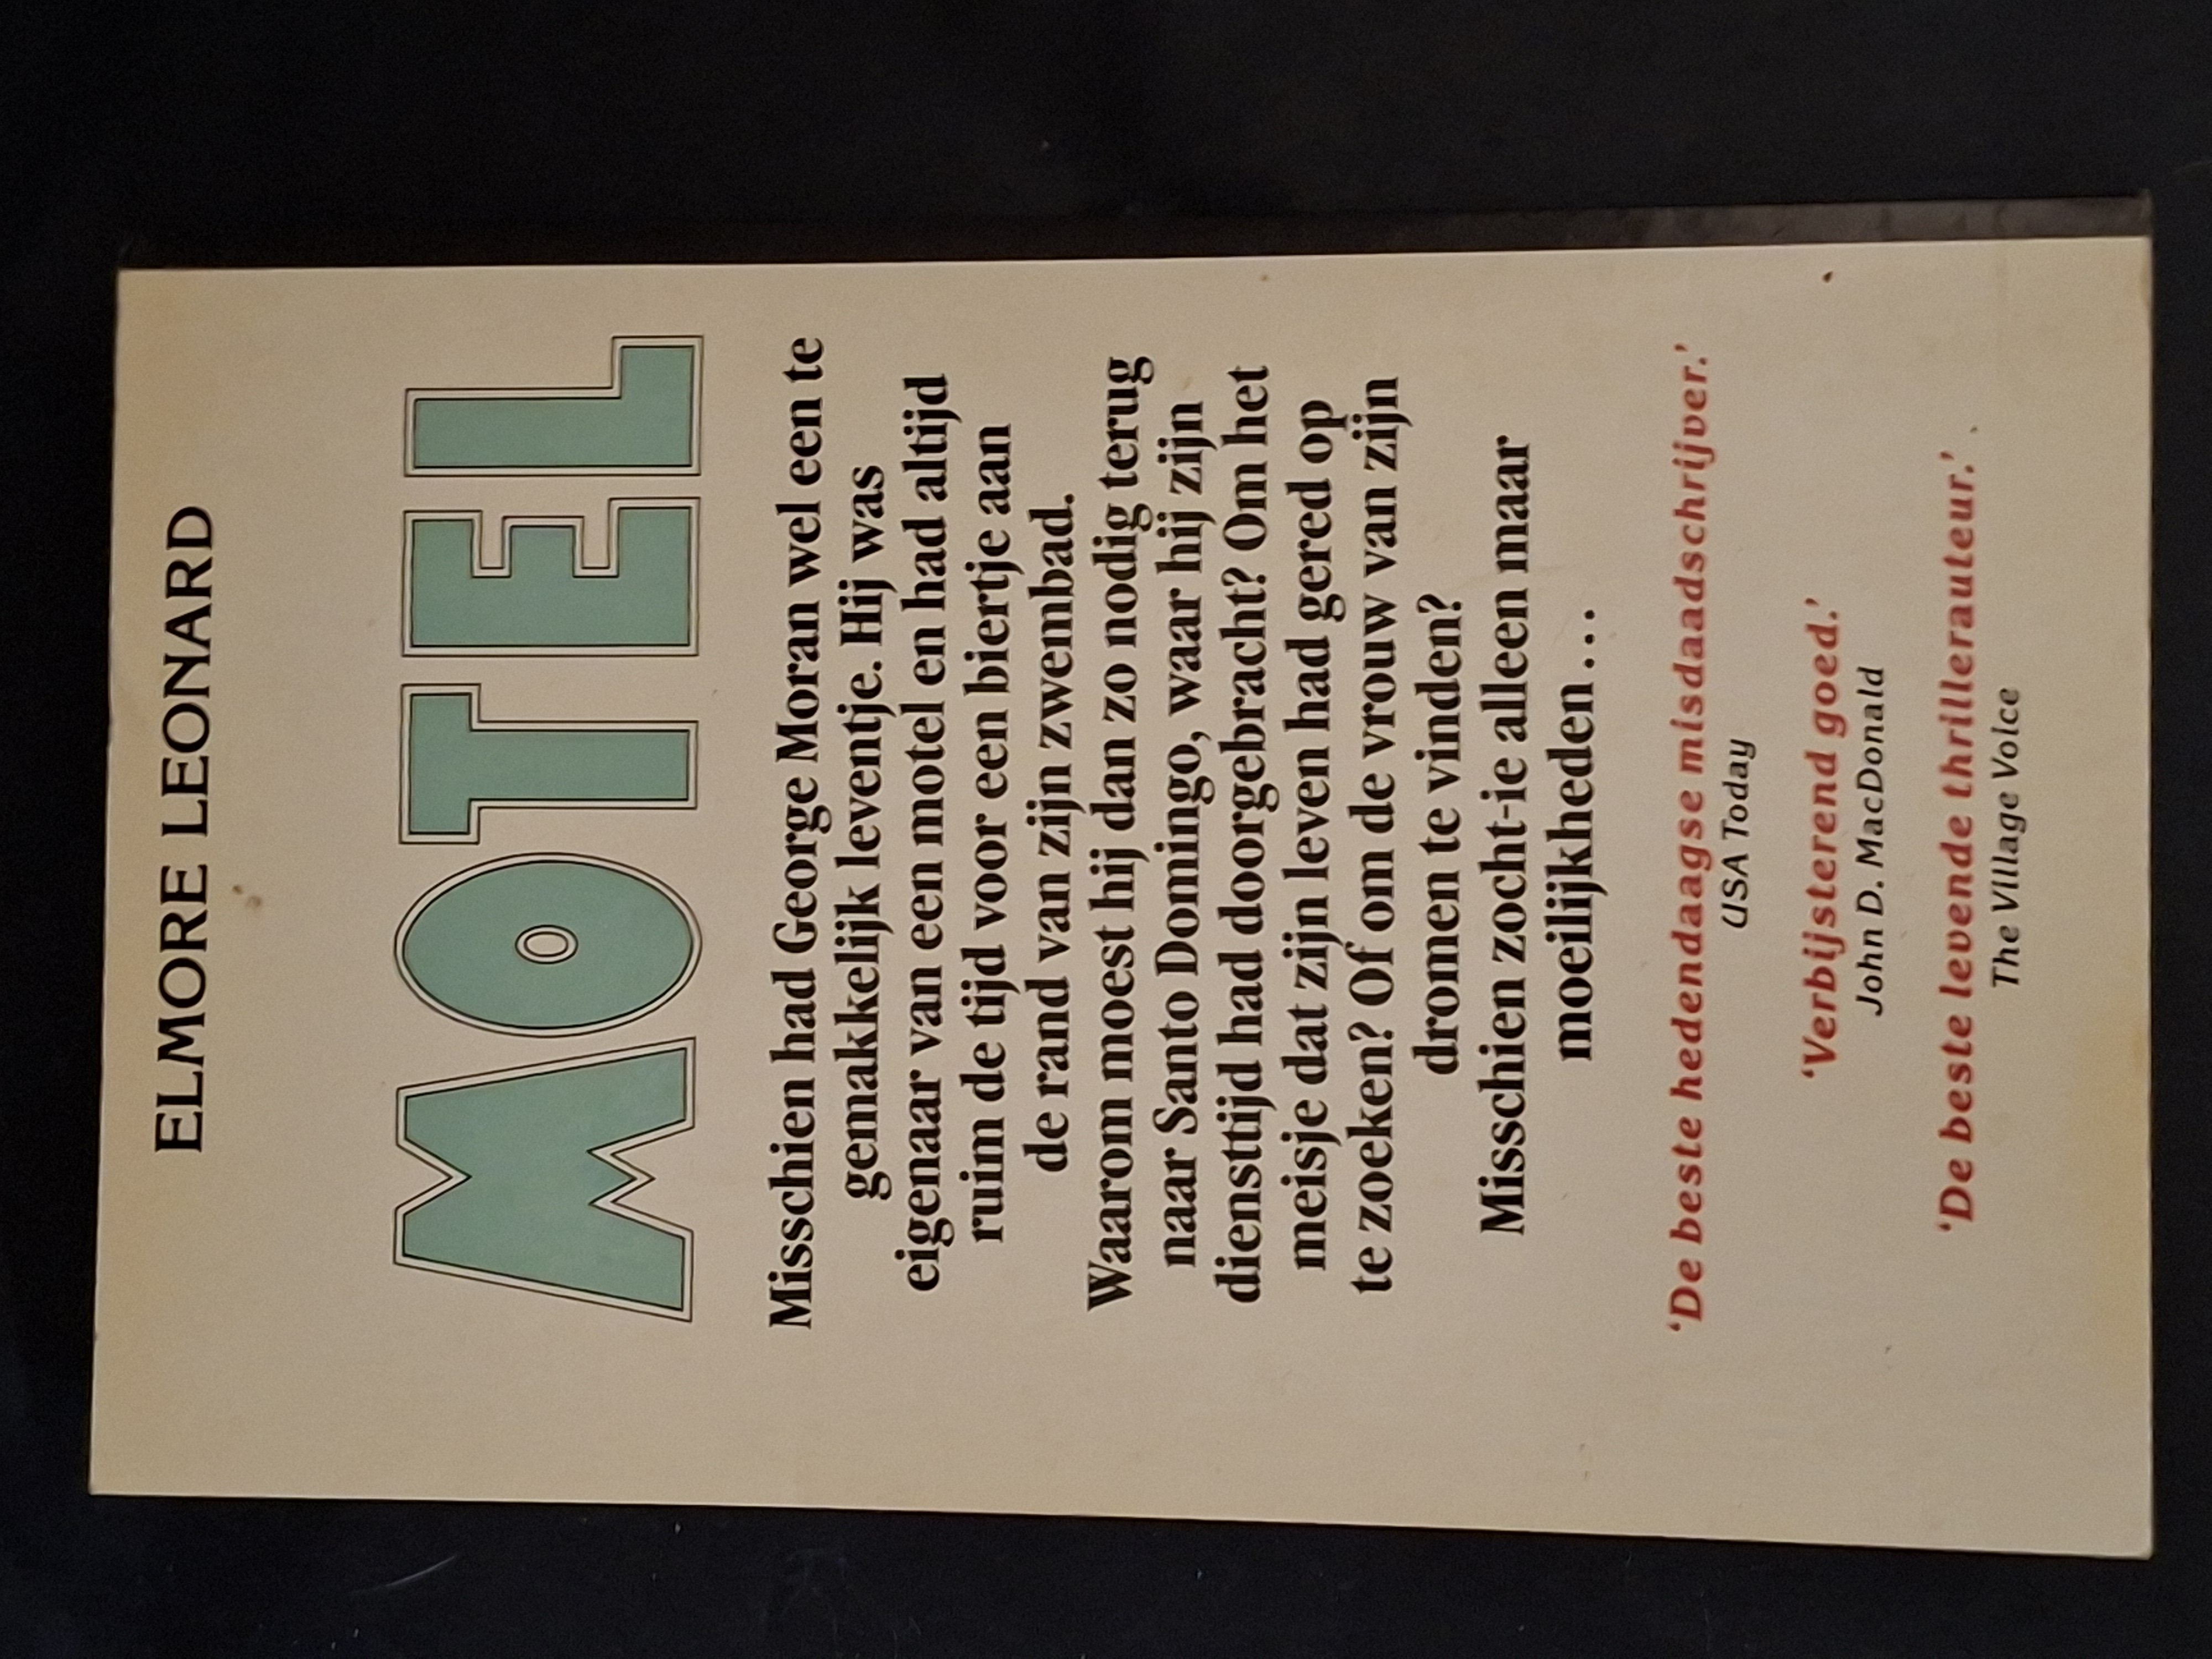 ELMORE LEONARD
MOTEL
Misschien had George Moran wel een te
gemakkelijk leventje. Hij was
eigenaar van een motel en had altijd
ruim de tijd voor een biertje aan
de rand van zijn zwembad.
Waarom moest hij dan zo nodig terug
naar Santo Domingo, waar hij zijn
diensttijd had doorgebracht? Om het
meisje dat zijn leven had gered op
te zoeken? Of om de vrouw van zijn
dromen te vinden?
Misschien zocht-ie alleen maar
moeilijkheden...
‘De beste hedendaagse misdaadschrijver.’
USA Today
‘Verbijsterend goed.’
John D. MacDonald
‘De beste levende thrillerauteur.’
The Village Voice